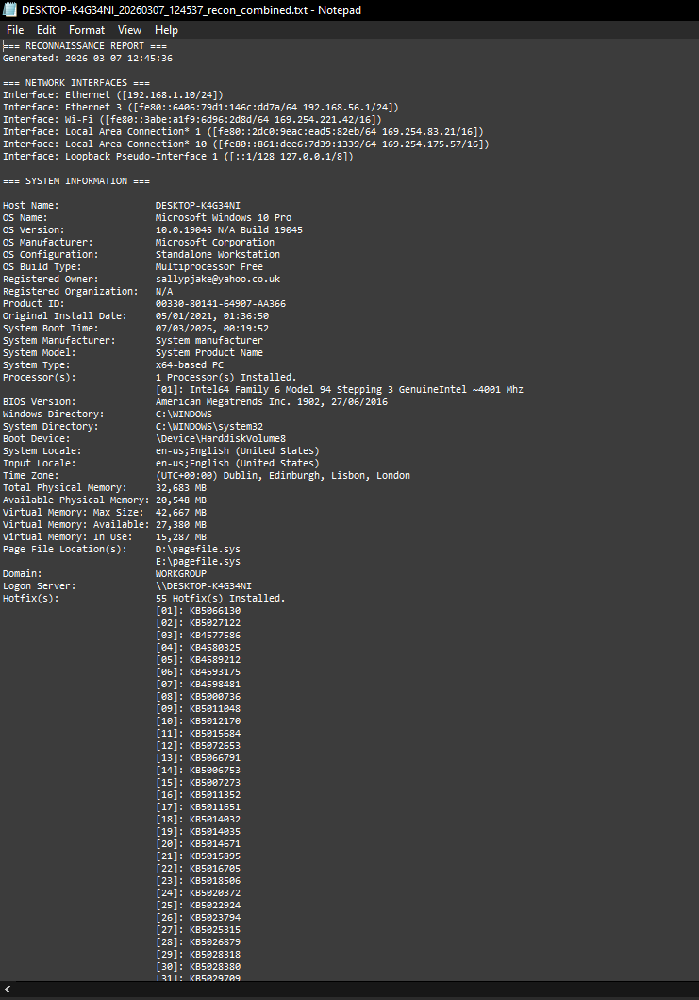 DESKTOP-K4G34NI_20260307_124537_recon_combined.txt - Notepad
File Edit Format View Help
=== RECONNAISSANCE REPORT ===
Generated: 2026-03-07 12:45:36
=== NETWORK INTERFACES ===
Interface: Ethernet ([192.168.1.10/24])
Interface: Ethernet 3 ([fe80::6406:79d1:146c:dd7a/64 192.168.56.1/24])
Interface: Wi-Fi ([fe80::3abe:a1f9:6d96:2d8d/64 169.254.221.42/16])
Interface: Local Area Connection* 1 ([fe80::2dc0:9eac:ead5:82eb/64 169.254.83.21/16])
Interface: Local Area Connection* 10 ([fe80::861:dee6:7d39:1339/64 169.254.175.57/16])
Interface: Loopback Pseudo-Interface 1 ([::1/128 127.0.0.1/8])
=== SYSTEM INFORMATION ===
Host Name: DESKTOP-K4G34NI
OS Name: Microsoft Windows 10 Pro
OS Version: 10.0.19045 N/A Build 19045
OS Manufacturer: Microsoft Corporation
OS Configuration: Standalone Workstation
OS Build Type: Multiprocessor Free
Registered Owner: sallypjake@yahoo.co.uk
Registered Organization: N/A
Product ID: 00330-80141-64907-AA366
Original Install Date: 05/01/2021, 01:36:50
System Boot Time: 07/03/2026, 00:19:52
System Manufacturer: System manufacturer
System Model: System Product Name
System Type: x64-based PC
Processor(s): 1 Processor(s) Installed.
[01]: Intel64 Family 6 Model 94 Stepping 3 GenuineIntel ~4001 Mhz
BIOS Version: American Megatrends Inc. 1902, 27/06/2016
Windows Directory: C:\WINDOWS
System Directory: C:\WINDOWS\system32
Boot Device: \Device\HarddiskVolume8
System Locale: en-us;English (United States)
Input Locale: en-us;English (United States)
Time Zone: (UTC+00:00) Dublin, Edinburgh, Lisbon, London
Total Physical Memory: 32,683 MB
Available Physical Memory: 20,548 MB
Virtual Memory: Max Size: 42,667 MB
Virtual Memory: Available: 27,380 MB
Virtual Memory: In Use: 15,287 MB
Page File Location(s): D:\pagefile.sys
E:\pagefile.sys
Domain: WORKGROUP
Logon Server: \\DESKTOP-K4G34NI
Hotfix(s): 55 Hotfix(s) Installed.
[01]: KB5066130
[02]: KB5027122
[03]: KB4577586
[04]: KB4580325
[05]: KB4589212
[06]: KB4593175
[07]: KB4598481
[08]: KB5000736
[09]: KB5011048
[10]: KB5012170
[11]: KB5015684
[12]: KB5072653
[13]: KB5066791
[14]: KB5006753
[15]: KB5007273
[16]: KB5011352
[17]: KB5011651
[18]: KB5014032
[19]: KB5014035
[20]: KB5014671
[21]: KB5015895
[22]: KB5016705
[23]: KB5018506
[24]: KB5020372
[25]: KB5022924
[26]: KB5023794
[27]: KB5025315
[28]: KB5026879
[29]: KB5028318
[30]: KB5028380
[31]: KB5029709